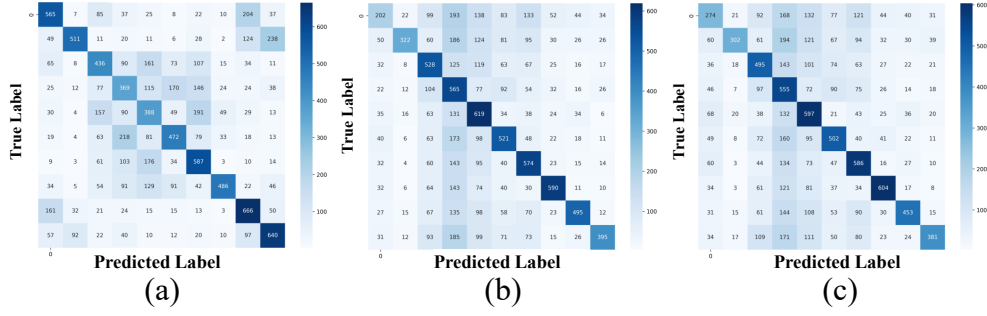 True Label
0
565 7 85 37 25 8 22 10 204 37
49 511 11 20 11 6 28 2 124 238
65 8 436 90 161 73 107 15 34 11
25 12 77 369 115 170 146 24 24 38
30 4 157 90 388 49 191 49 29 13
19 4 63 218 81 472 79 33 18 13
9 3 61 103 176 34 587 3 10 14
34 5 54 91 129 91 42 486 22 46
161 32 21 24 15 15 13 3 666 50
57 92 22 40 10 12 20 10 97 640
0
600
500
400
300
200
100
Predicted Label
(a)
True Label
0
202 22 99 193 138 83 133 52 44 34
50 327 60 186 124 81 95 30 26 26
32 8 528 125 119 63 67 25 16 17
22 12 104 565 77 92 54 32 16 26
35 16 63 131 619 34 38 24 34 6
40 23 63 173 98 521 48 11 12 11
32 4 60 143 95 40 574 23 15 14
32 6 64 143 74 40 30 590 11 10
27 15 67 135 98 58 70 23 495 12
31 12 93 185 99 71 73 15 26 395
0
600
500
400
300
200
100
Predicted Label
(b)
True Label
0
274 21 92 168 132 77 121 44 40 31
60 302 61 194 121 67 94 32 30 39
36 18 495 143 101 74 63 27 22 21
46 7 97 555 72 90 57 36 26 14
68 20 38 132 597 21 43 25 36 20
49 8 72 160 95 502 40 41 22 11
60 3 44 134 73 47 586 16 27 10
34 3 61 121 81 37 34 604 17 8
31 15 61 144 108 53 90 30 453 15
34 17 109 171 111 50 80 23 24 381
0
600
500
400
300
200
100
Predicted Label
(c)